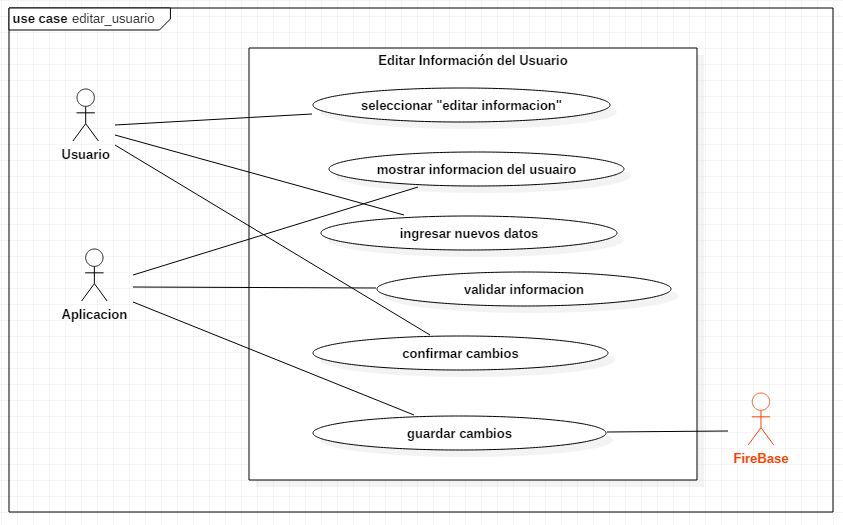 use case editar_usuario
Editar Información del Usuario
seleccionar "editar informacion"
Usuario
mostrar informacion del usuairo
ingresar nuevos datos
validar informacion
Aplicacion
confirmar cambios
guardar cambios
FireBase